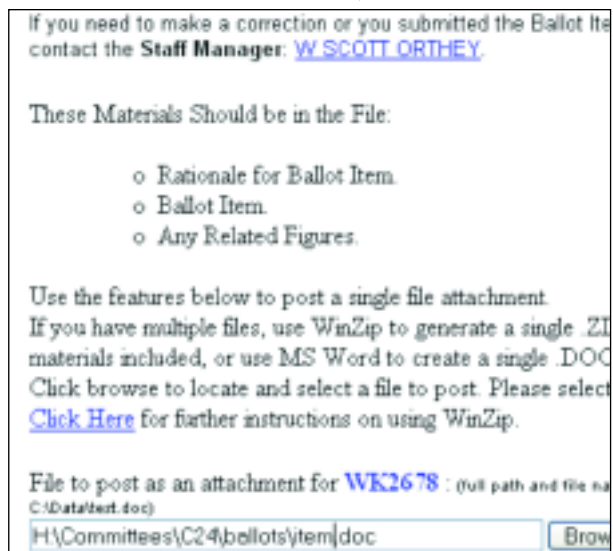 If you need to make a correction or you submitted the Ballot Ite
contact the Staff Manager: W SCOTT ORTHEY.
These Materials Should be in the File:
o Rationale for Ballot Item.
o Ballot Item.
o Any Related Figures.
Use the features below to post a single file attachment.
If you have multiple files, use WinZip to generate a single .ZI
materials included, or use MS Word to create a single .DOC
Click browse to locate and select a file to post. Please select
Click Here for further instructions on using WinZip.
File to post as an attachment for WK2678 : (full path and file na
C:\Data\test.doc)
H:\Committees\C24\ballots\item.doc
Brow